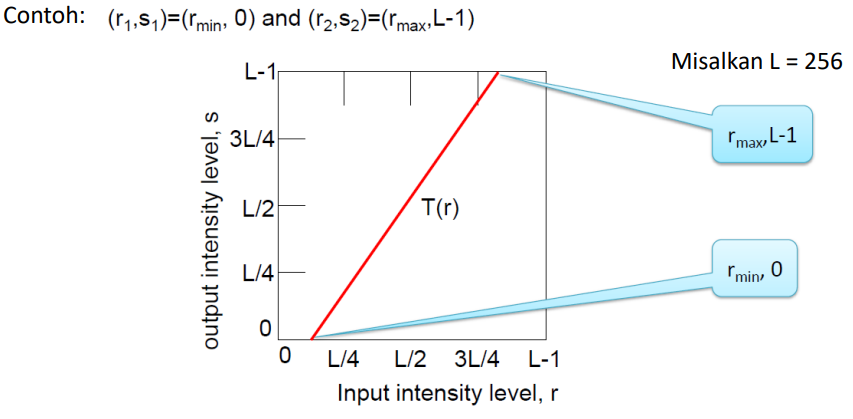 Contoh: (r₁,s₁)=(rₘᵢₙ, 0) and (r₂,s₂)=(rₘₐₓ,L-1)
Misalkan L = 256
L-1
3L/4
L/2
L/4
0
output intensity level, s
T(r)
rₘₐₓ,L-1
rₘᵢₙ, 0
0 L/4 L/2 3L/4 L-1
Input intensity level, r